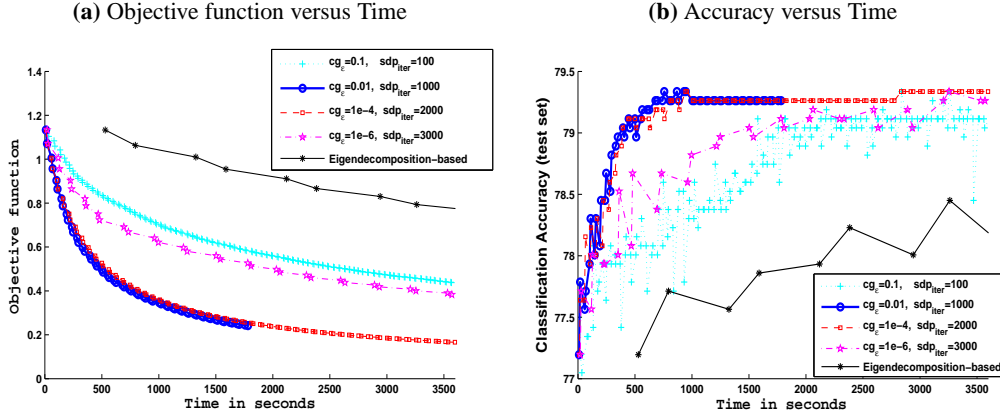 (a) Objective function versus Time
cg_ε=0.1, sdp_iter=100
cg_ε=0.01, sdp_iter=1000
cg_ε=1e−4, sdp_iter=2000
cg_ε=1e−6, sdp_iter=3000
Eigendecomposition−based
Objective function
1.4
1.2
1
0.8
0.6
0.4
0.2
0
0 500 1000 1500 2000 2500 3000 3500
Time in seconds
(b) Accuracy versus Time
Classification Accuracy (test set)
79.5
79
78.5
78
77.5
77
0 500 1000 1500 2000 2500 3000 3500
Time in seconds
cg_ε=0.1, sdp_iter=100
cg_ε=0.01, sdp_iter=1000
cg_ε=1e−4, sdp_iter=2000
cg_ε=1e−6, sdp_iter=3000
Eigendecomposition−based